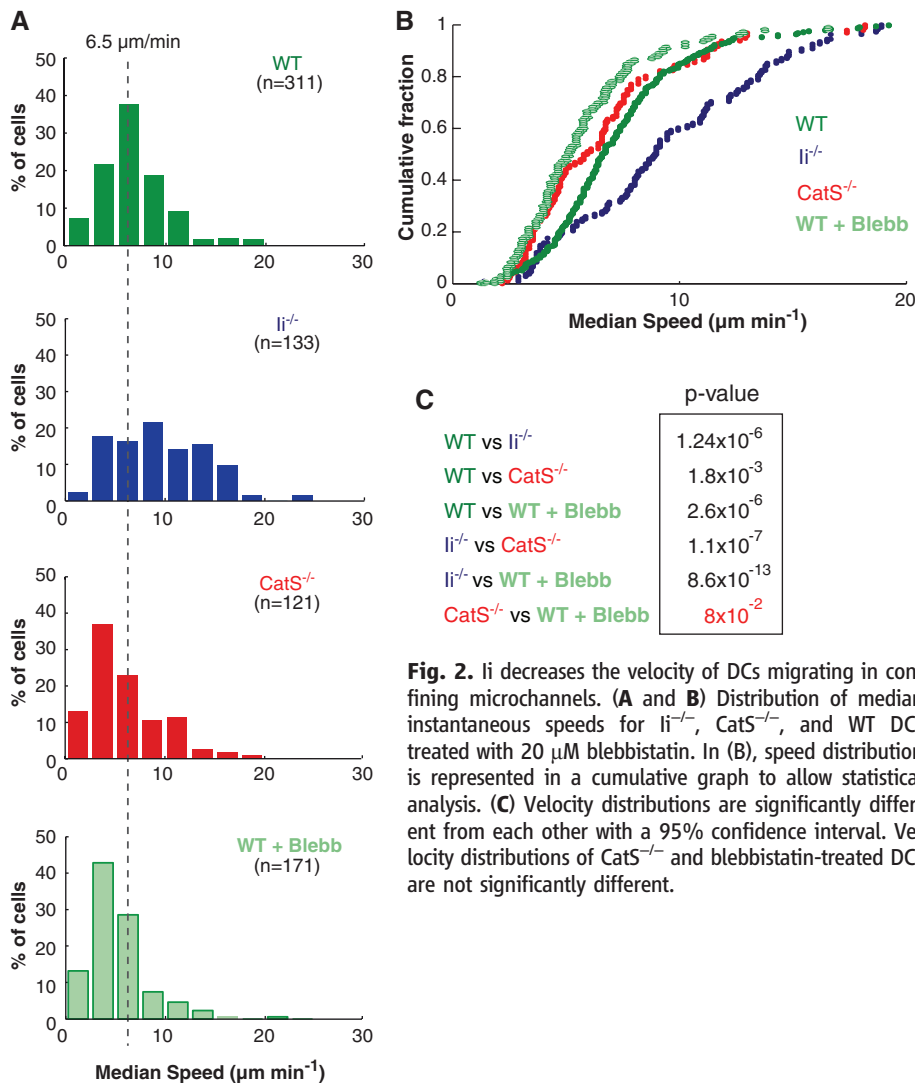 A
6.5 µm/min
WT
(n=311)
% of cells
50
40
30
20
10
0
0
10
20
30
Ii-/-
(n=133)
% of cells
50
40
30
20
10
0
0
10
20
30
CatS-/-
(n=121)
% of cells
50
40
30
20
10
0
0
10
20
30
WT + Blebb
(n=171)
% of cells
50
40
30
20
10
0
0
10
20
30
Median Speed (µm min-1)
B
Cumulative fraction
1
0.8
0.6
0.4
0.2
0
0
10
20
Median Speed (µm min-1)
WT
Ii-/-
CatS-/-
WT + Blebb
C
p-value
WT vs Ii-/- 1.24x10-6
WT vs CatS-/- 1.8x10-3
WT vs WT + Blebb 2.6x10-6
Ii-/- vs CatS-/- 1.1x10-7
Ii-/- vs WT + Blebb 8.6x10-13
CatS-/- vs WT + Blebb 8x10-2
Fig. 2. Ii decreases the velocity of DCs migrating in con-
fining microchannels. (A and B) Distribution of median
instantaneous speeds for Ii−/−, CatS−/−, and WT DC
treated with 20 µM blebbistatin. In (B), speed distribution
is represented in a cumulative graph to allow statistica
analysis. (C) Velocity distributions are significantly differ-
ent from each other with a 95% confidence interval. Ve-
locity distributions of CatS−/− and blebbistatin-treated DC
are not significantly different.